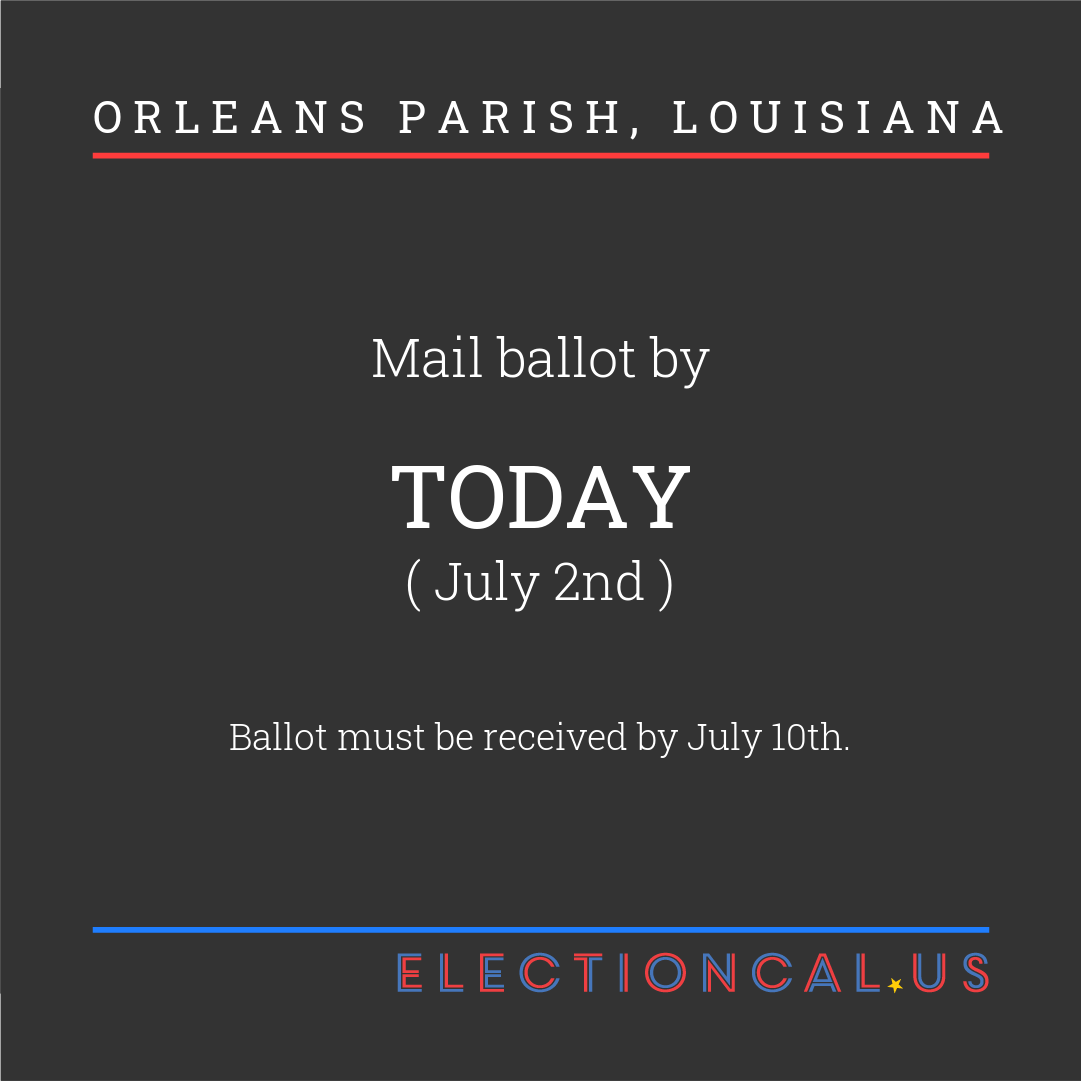 ORLEANS PARISH, LOUISIANA
Mail ballot by
TODAY
( July 2nd )
Ballot must be received by July 10th.
ELECTIONCAL.US